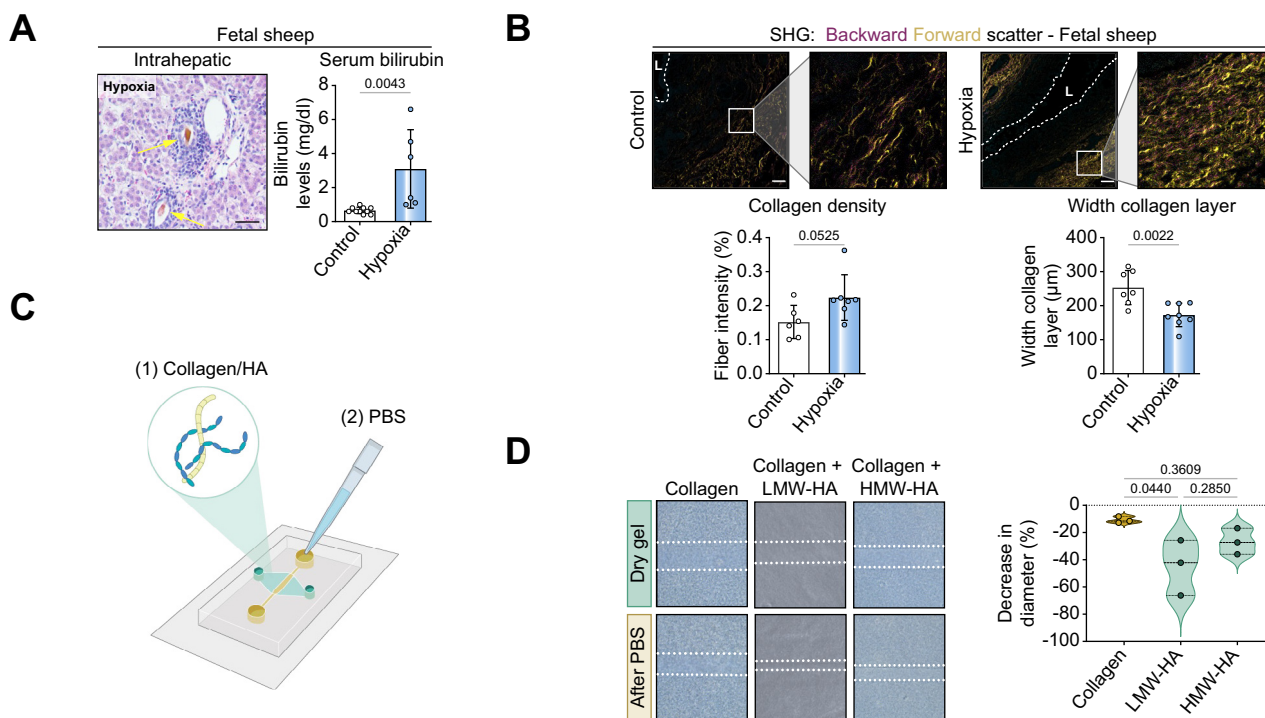 A
Fetal sheep
Intrahepatic
Hypoxia
Serum bilirubin
0.0043
Bilirubin
levels (mg/dl)
8
6
4
2
0
Control
Hypoxia
B
SHG: Backward Forward scatter - Fetal sheep
Control
L
Hypoxia
L
Collagen density
0.0525
Fiber intensity (%)
0.4
0.3
0.2
0.1
0.0
Control
Hypoxia
Width collagen layer
0.0022
Width collagen
layer (µm)
400
300
200
100
0
Control
Hypoxia
C
(1) Collagen/HA
(2) PBS
D
Collagen
Collagen +
LMW-HA
Collagen +
HMW-HA
Dry gel
After PBS
0.3609
0.0440
0.2850
Decrease in
diameter (%)
0
-20
-40
-60
-80
-100
Collagen
LMW-HA
HMW-HA